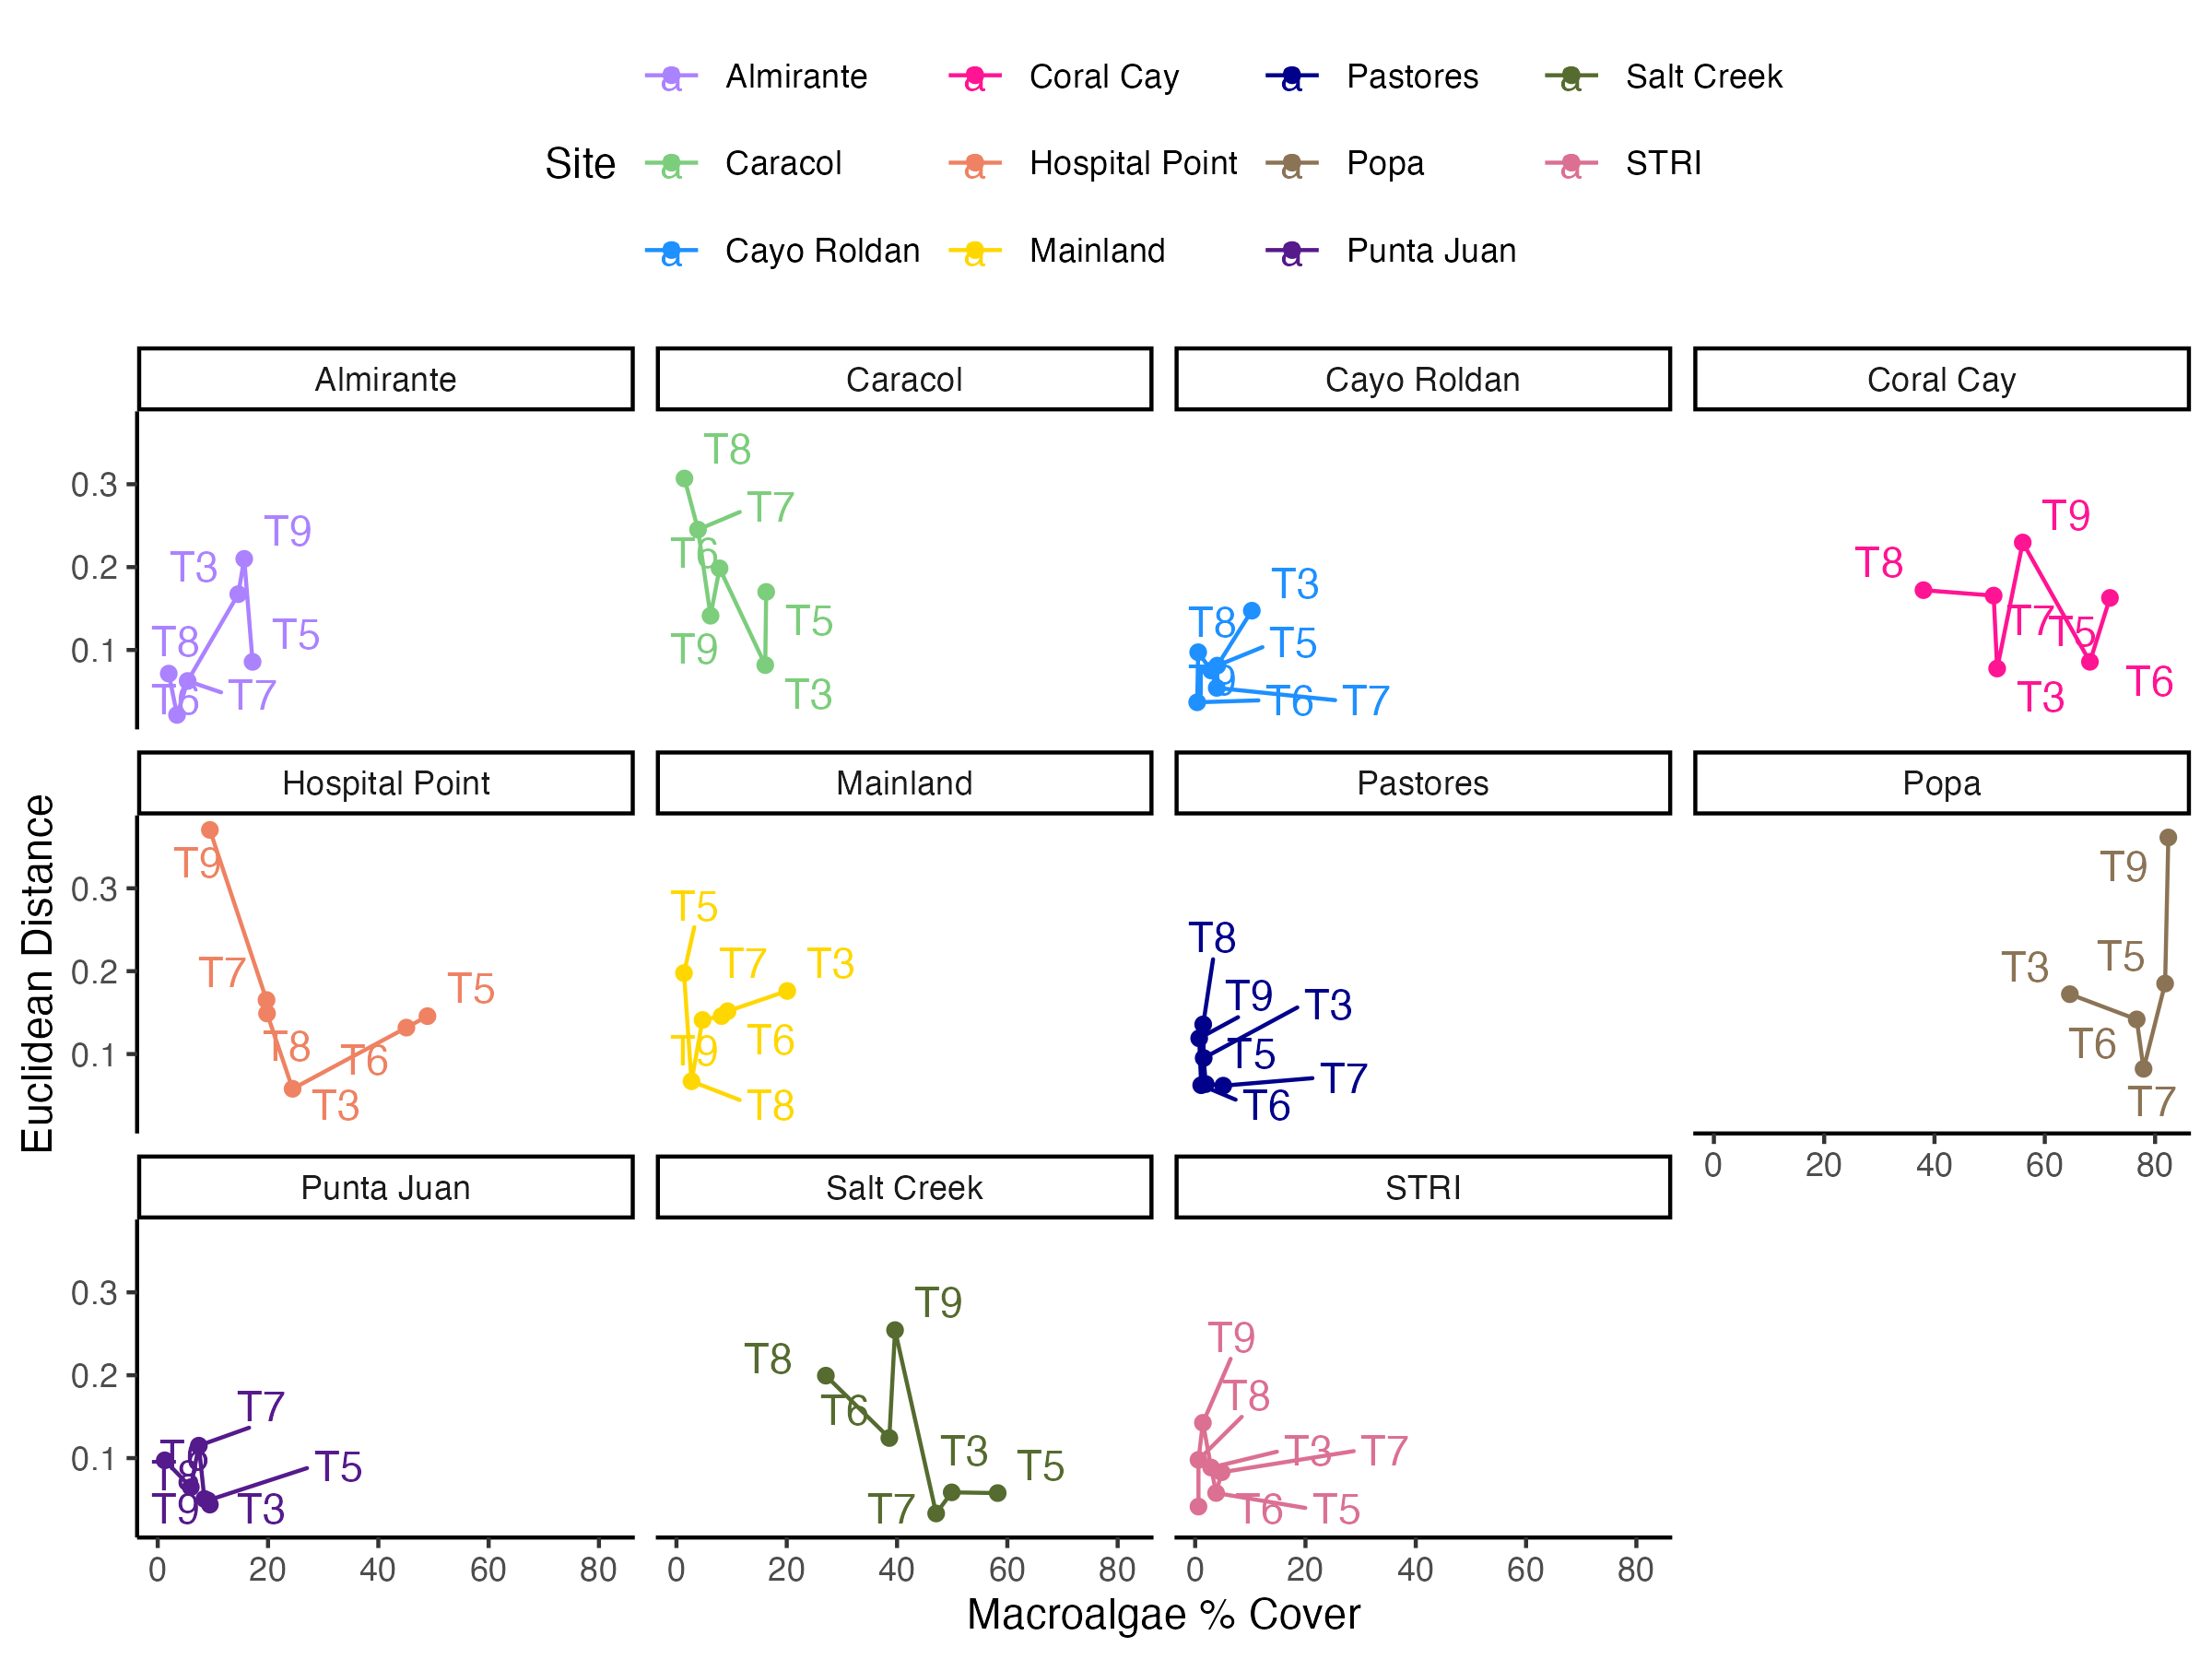 Almirante Coral Cay Pastores Salt Creek
Site Caracol Hospital Point Popa STRI
Cayo Roldan Mainland Punta Juan
a a a a
a a a a
a a a
Almirante Caracol Cayo Roldan Coral Cay
0.3
0.2
0.1
T9
T3
T8
T5
T6
T7
T8
T7
T6
T5
T9
T3
T3
T8
T5
T6
T7
T9
T8
T7
T5
T3
T6
Hospital Point Mainland Pastores Popa
Euclidean Distance
0.3
0.2
0.1
T9
T7
T5
T8
T6
T3
T5
T7
T3
T9
T6
T8
T8
T9
T3
T5
T7
T6
T9
T5
T3
T6
T7
0 20 40 60 80
Punta Juan Salt Creek STRI
0.3
0.2
0.1
T7
T5
T9
T3
T9
T8
T6
T3
T5
T7
T9
T8
T3
T7
T6
T5
0 20 40 60 80
0 20 40 60 80
0 20 40 60 80
Macroalgae % Cover